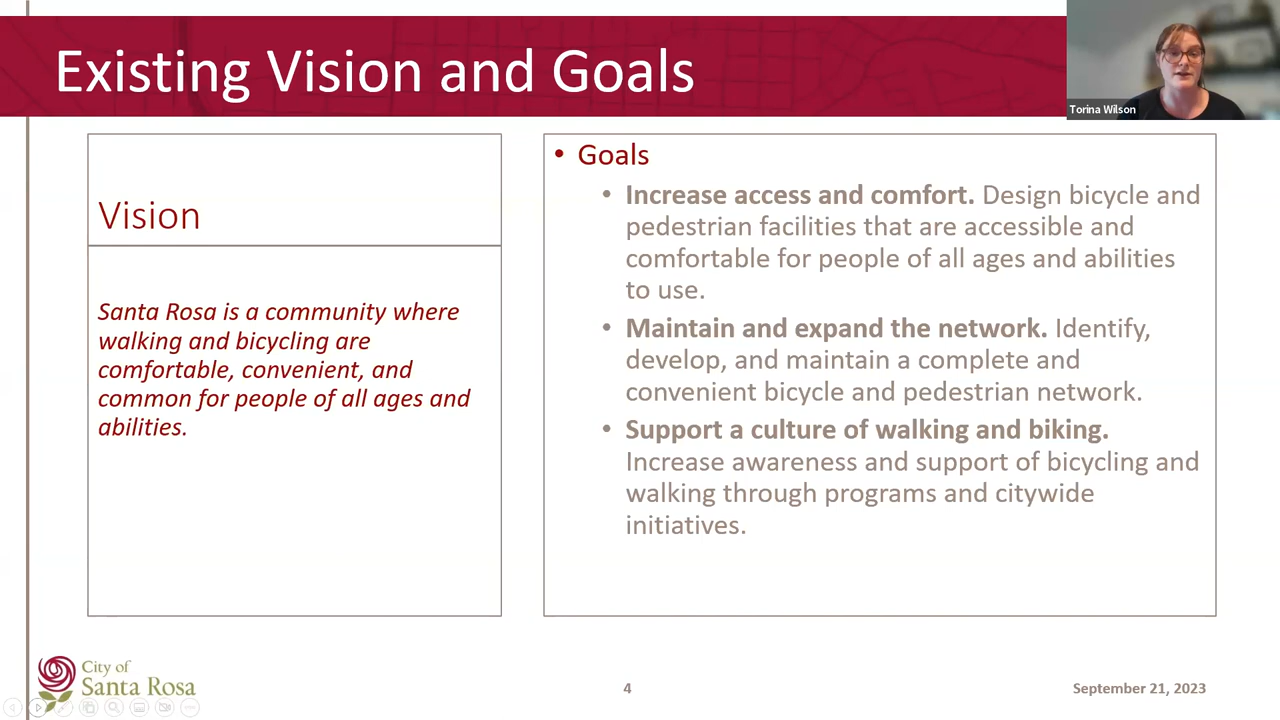 Existing Vision and Goals
Torina Wilson
Vision
Santa Rosa is a community where
walking and bicycling are
comfortable, convenient, and
common for people of all ages and
abilities.
• Goals
• Increase access and comfort. Design bicycle and
pedestrian facilities that are accessible and
comfortable for people of all ages and abilities
to use.
• Maintain and expand the network. Identify,
develop, and maintain a complete and
convenient bicycle and pedestrian network.
• Support a culture of walking and biking.
Increase awareness and support of bicycling and
walking through programs and citywide
initiatives.
City of
Santa Rosa
4
September 21, 2023